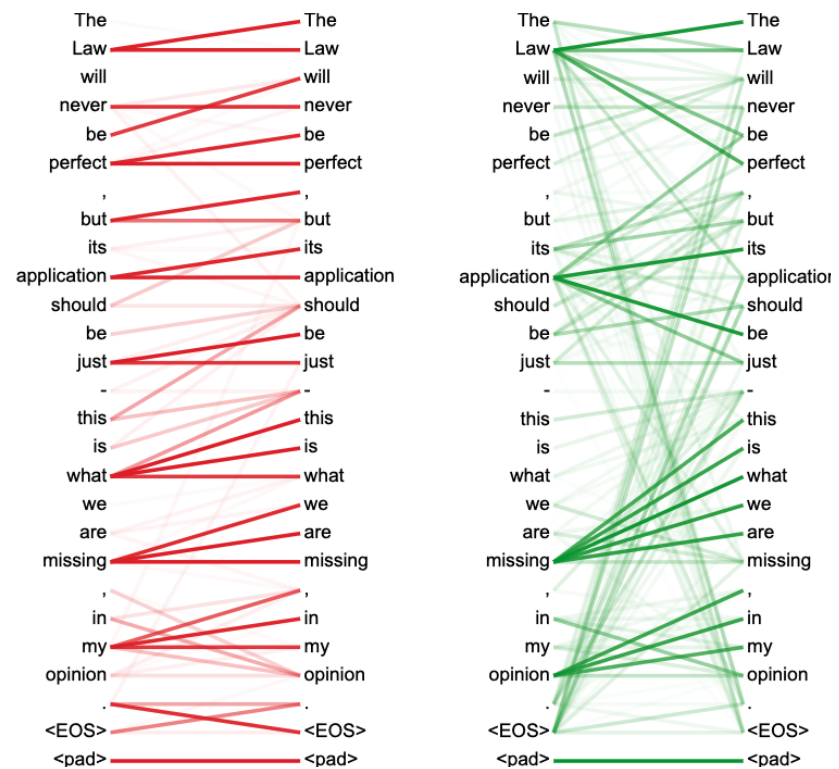 The The The The
Law Law Law Law
will will will will
never never never never
be be be be
perfect perfect perfect perfect
, , , ,
but but but but
its its its its
application application application application
should should should should
be be be be
just just just just
- - - -
this this this this
is is is is
what what what what
we we we we
are are are are
missing missing missing missing
, , , ,
in in in in
my my my my
opinion opinion opinion opinion
. . . .
<EOS> <EOS> <EOS> <EOS>
<pad> <pad> <pad> <pad>